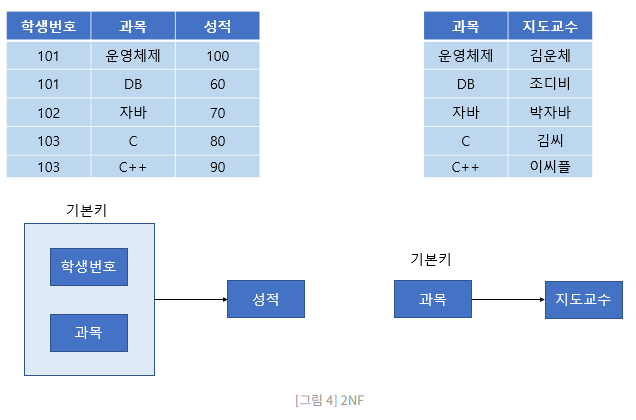 학생번호 과목 성적
101 운영체제 100
101 DB 60
102 자바 70
103 C 80
103 C++ 90
과목 지도교수
운영체제 김운체
DB 조디비
자바 박자바
C 김씨
C++ 이씨플
기본키
학생번호
과목
성적
기본키
과목
지도교수
[그림 4] 2NF